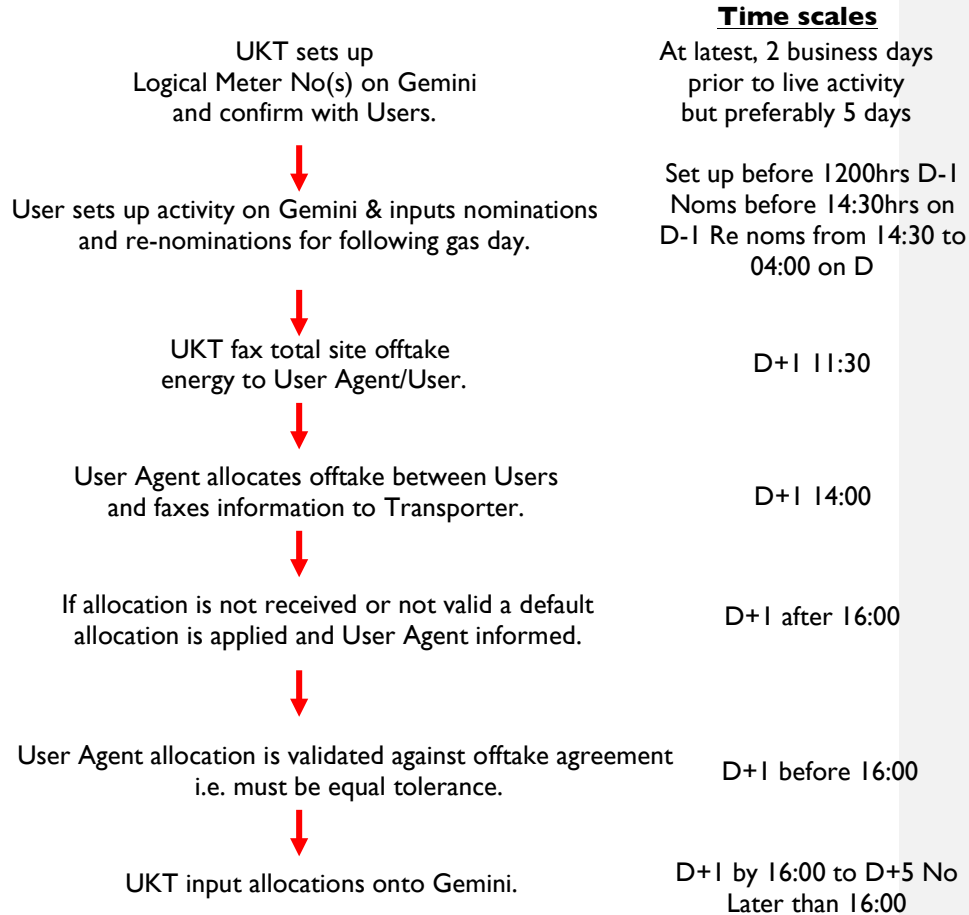 Time scales
UKT sets up
Logical Meter No(s) on Gemini
and confirm with Users.
At latest, 2 business days
prior to live activity
but preferably 5 days
User sets up activity on Gemini & inputs nominations
and re-nominations for following gas day.
Set up before 1200hrs D-1
Noms before 14:30hrs on
D-1 Re noms from 14:30 to
04:00 on D
UKT fax total site offtake
energy to User Agent/User.
D+1 11:30
User Agent allocates offtake between Users
and faxes information to Transporter.
D+1 14:00
If allocation is not received or not valid a default
allocation is applied and User Agent informed.
D+1 after 16:00
User Agent allocation is validated against offtake agreement
i.e. must be equal tolerance.
D+1 before 16:00
UKT input allocations onto Gemini.
D+1 by 16:00 to D+5 No
Later than 16:00